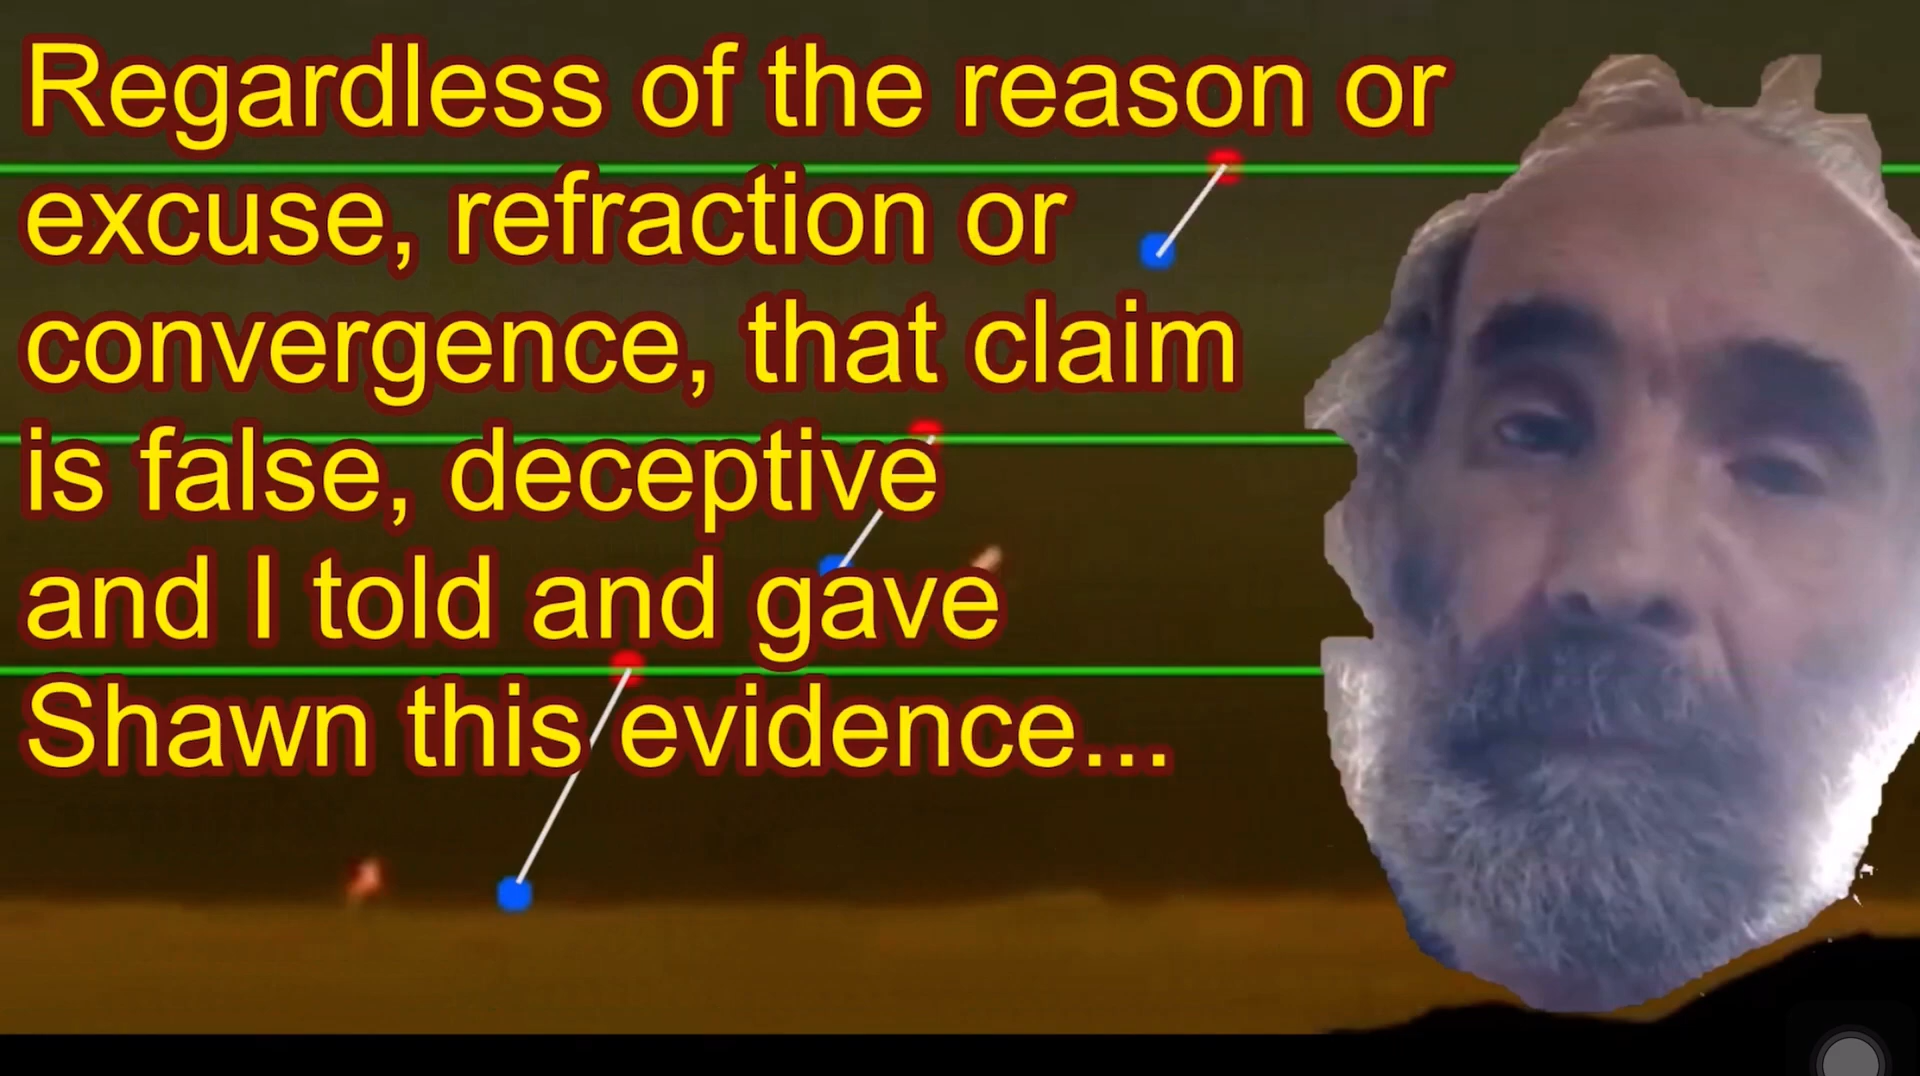 Regardless of the reason or
excuse, refraction or
convergence, that claim
is false, deceptive
and I told and gave
Shawn this evidence...